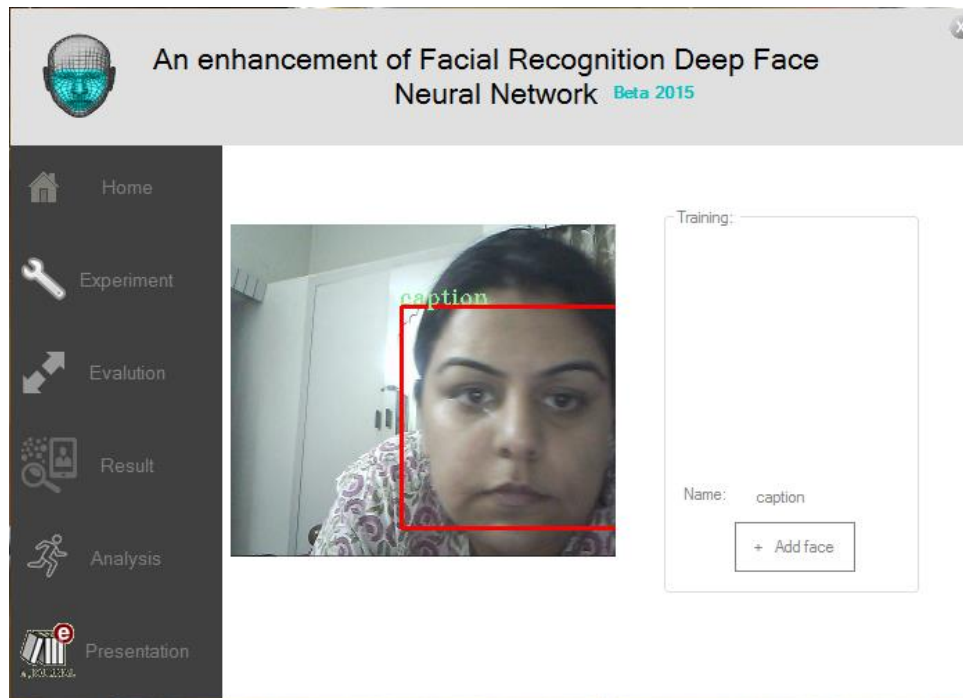 An enhancement of Facial Recognition Deep Face
Neural Network Beta 2015
Home
Experiment
Evalution
Result
Analysis
Presentation
caption
Training:
Name: caption
+ Add face
e
x